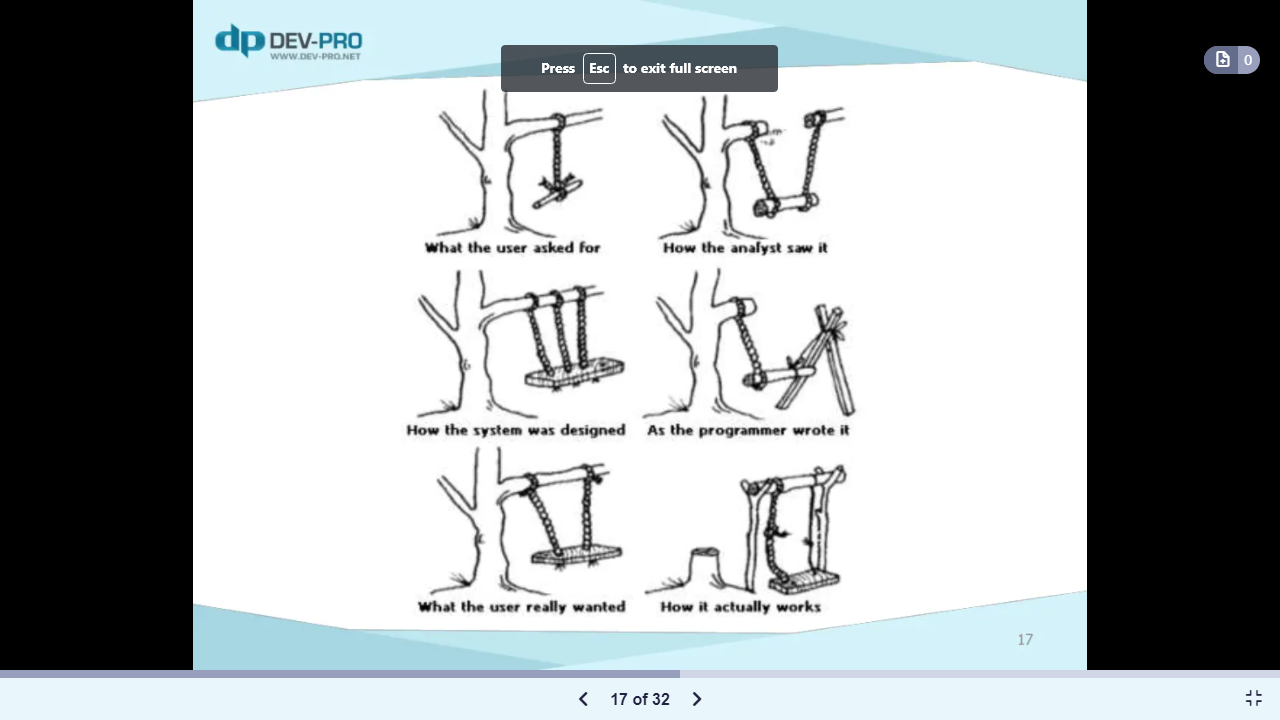 dp DEV-PRO
WWW.DEV-PRO.NET
Press Esc to exit full screen
0
What the user asked for
How the analyst saw it
How the system was designed
As the programmer wrote it
What the user really wanted
How it actually works
17
17 of 32